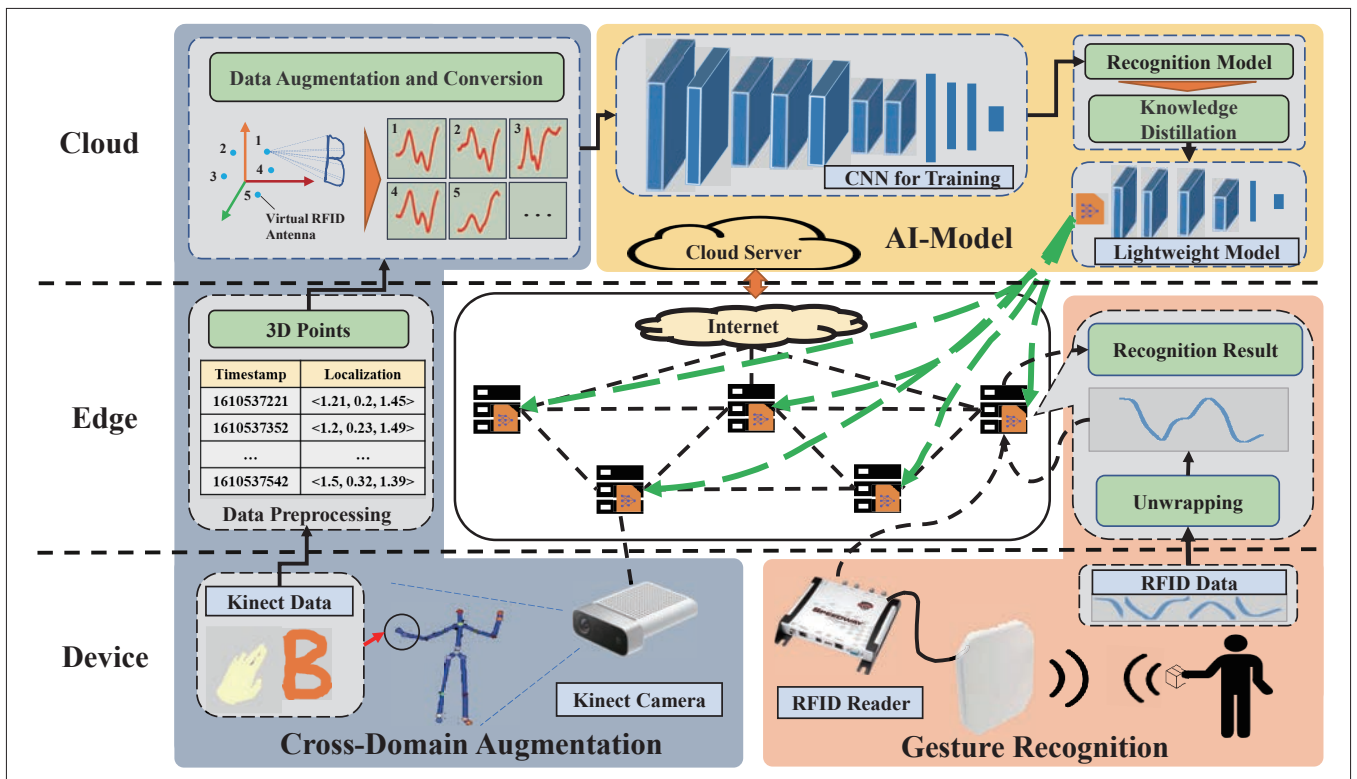 Cloud
Data Augmentation and Conversion
1
2
3
4
5
Virtual RFID
Antenna
1
2
3
4
5
...
CNN for Training
Recognition Model
Knowledge
Distillation
Lightweight Model
AI-Model
Cloud Server
Edge
3D Points
Timestamp Localization
1610537221 <1.21, 0.2, 1.45>
1610537352 <1.2, 0.23, 1.49>
... ...
1610537542 <1.5, 0.32, 1.39>
Data Preprocessing
Internet
Recognition Result
Unwrapping
Device
Kinect Data
B
Kinect Camera
Cross-Domain Augmentation
SPEEDWAY
RFID Reader
RFID Data
Gesture Recognition